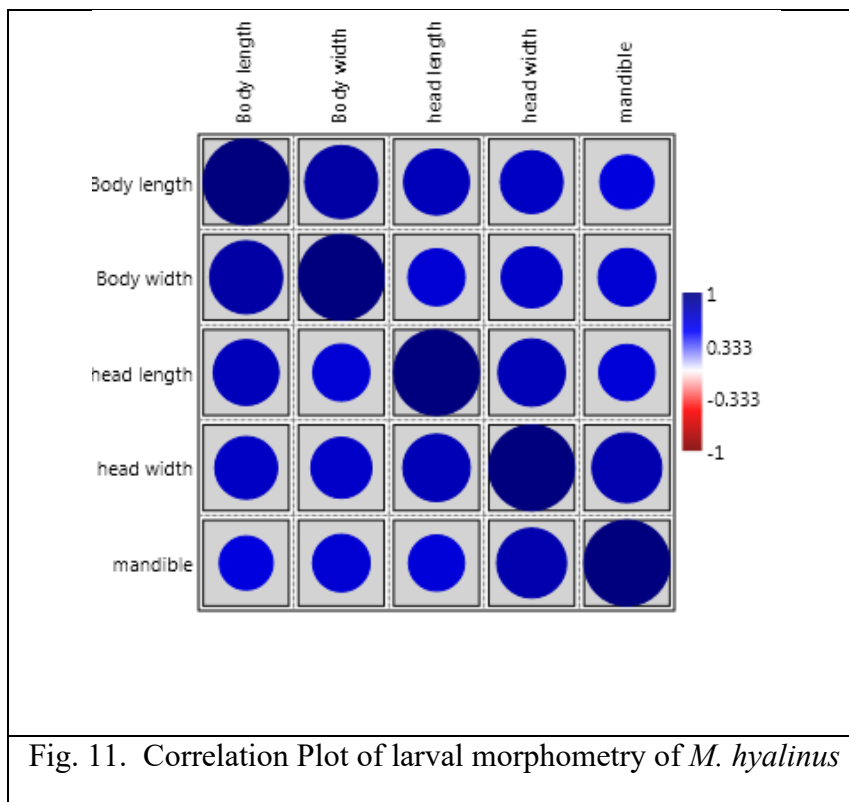 Body length
Body width
head length
head width
mandible
Body length
Body width
head length
head width
mandible
1
0.333
-0.333
-1
Fig. 11. Correlation Plot of larval morphometry of M. hyalinus